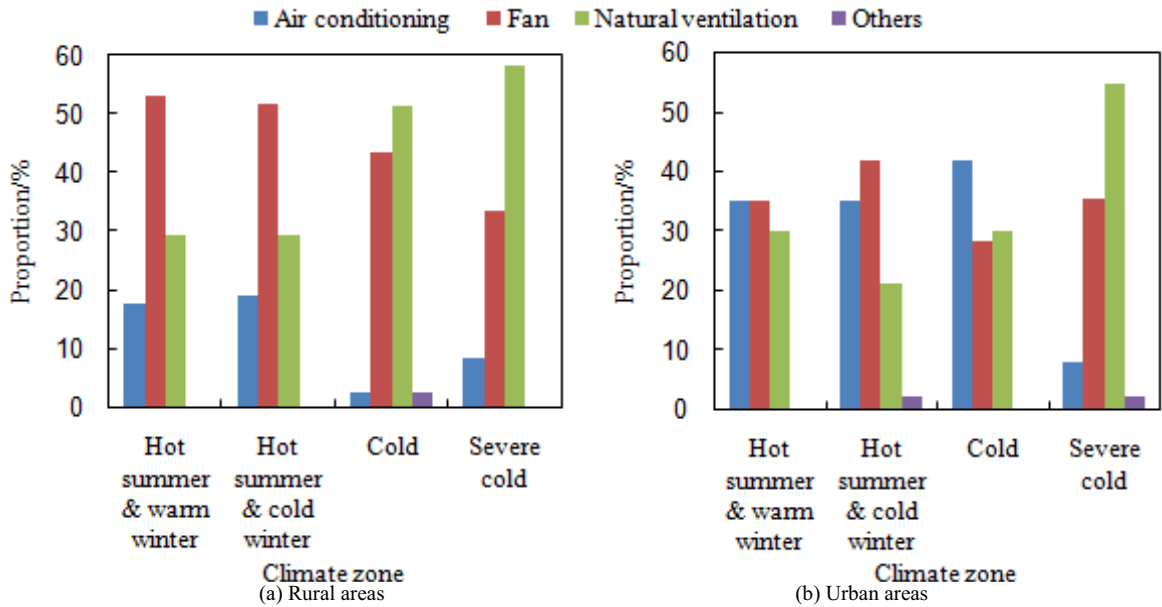 Air conditioning Fan Natural ventilation Others
Proportion/%
60
50
40
30
20
10
0
Hot summer & warm winter
Hot summer & cold winter
Cold
Severe cold
Climate zone
(a) Rural areas
Proportion/%
60
50
40
30
20
10
0
Hot summer & warm winter
Hot summer & cold winter
Cold
Severe cold
(b) Urban areas